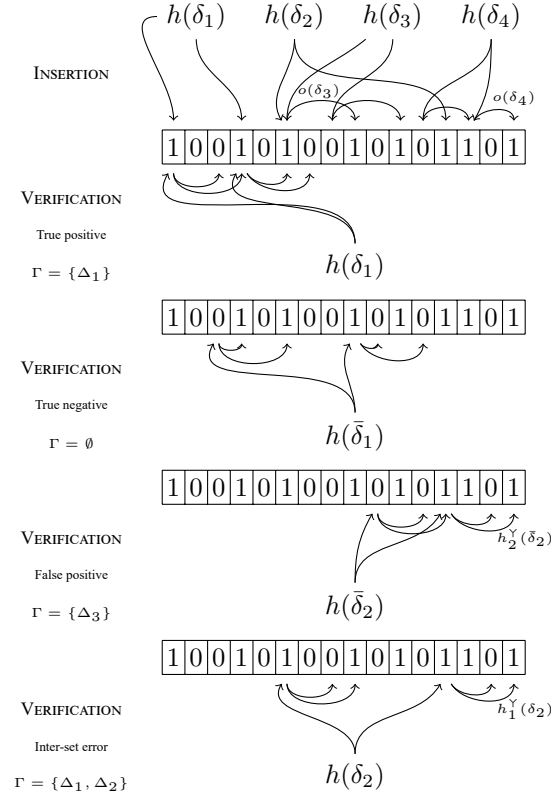 h(δ₁) h(δ₂) h(δ₃) h(δ₄)
INSERTION
o(δ₃) o(δ₄)
1 0 0 1 0 1 0 0 1 0 1 0 1 1 0 1
VERIFICATION
True positive
Γ = {Δ₁}
h(δ₁)
1 0 0 1 0 1 0 0 1 0 1 0 1 1 0 1
VERIFICATION
True negative
Γ = ∅
h(δ̄₁)
1 0 0 1 0 1 0 0 1 0 1 0 1 1 0 1
h₂^Y(δ̄₂)
VERIFICATION
False positive
Γ = {Δ₃}
h(δ̄₂)
1 0 0 1 0 1 0 0 1 0 1 0 1 1 0 1
h₁^Y(δ₂)
VERIFICATION
Inter-set error
Γ = {Δ₁, Δ₂}
h(δ₂)